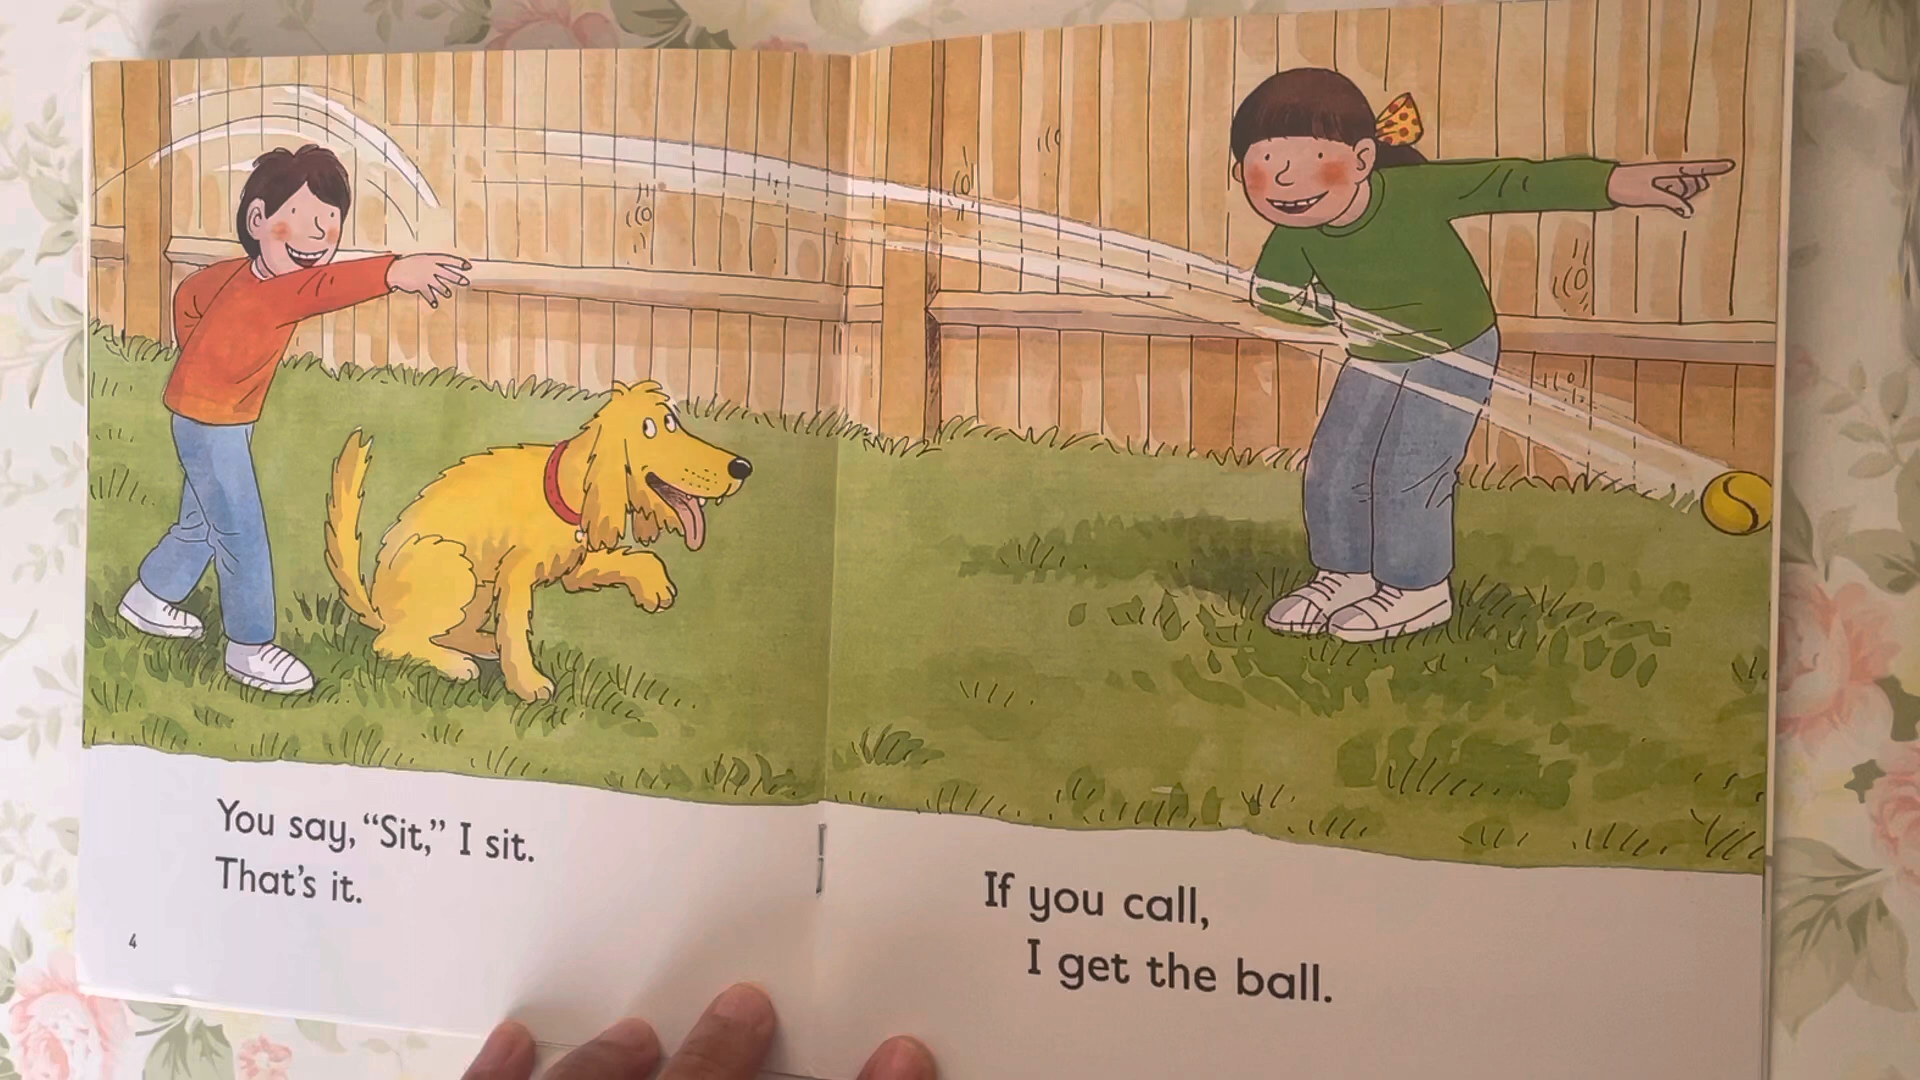 You say, “Sit,” I sit.
That’s it.
4
If you call,
I get the ball.